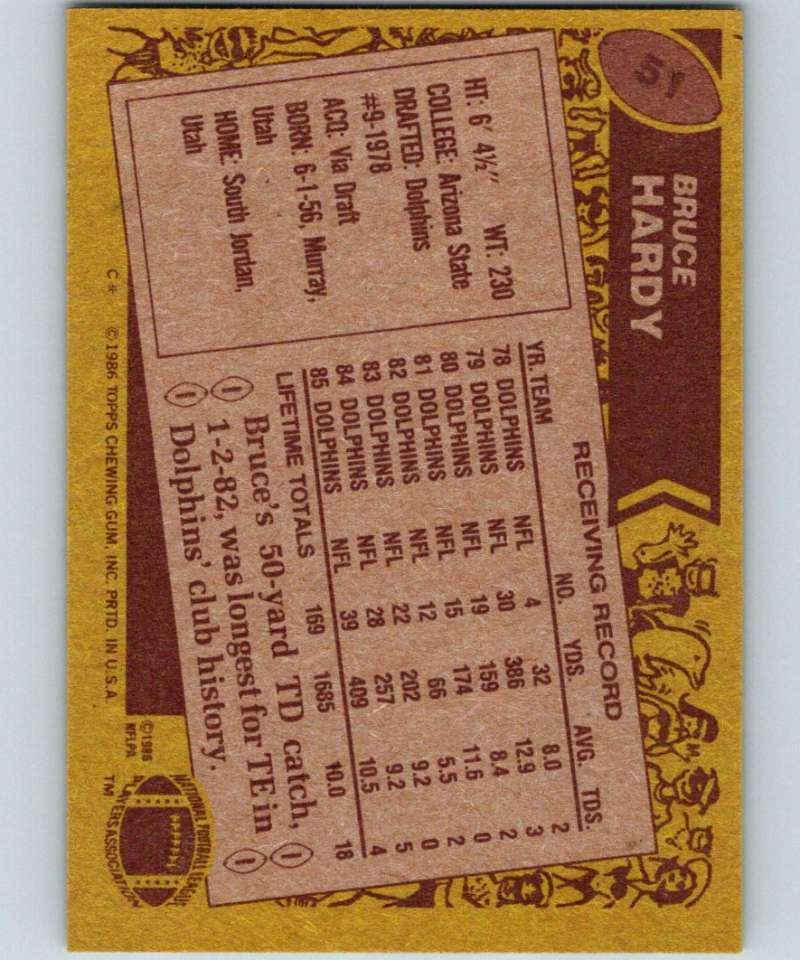 51
BRUCE
HARDY
HT: 6' 4½" WT: 230
COLLEGE: Arizona State
DRAFTED: Dolphins
#9-1978
ACQ: Via Draft
BORN: 6-1-56, Murray,
Utah
HOME: South Jordan,
Utah
RECEIVING RECORD
YR. TEAM NO. YDS. AVG. TDS.
78 DOLPHINS NFL 4 32 8.0 2
79 DOLPHINS NFL 30 386 12.9 3
80 DOLPHINS NFL 19 159 8.4 2
81 DOLPHINS NFL 15 174 11.6 0
82 DOLPHINS NFL 12 66 5.5 2
83 DOLPHINS NFL 22 202 9.2 0
84 DOLPHINS NFL 28 257 9.2 5
85 DOLPHINS NFL 39 409 10.5 4
LIFETIME TOTALS 169 1685 10.0 18
Bruce's 50-yard TD catch,
1-2-82, was longest for TE in
Dolphins' club history.
C* ©1986 TOPPS CHEWING GUM, INC. PRTD. IN U.S.A.
©1986
NFLPA
NATIONAL FOOTBALL LEAGUE
PLAYERS ASSOCIATION
TM